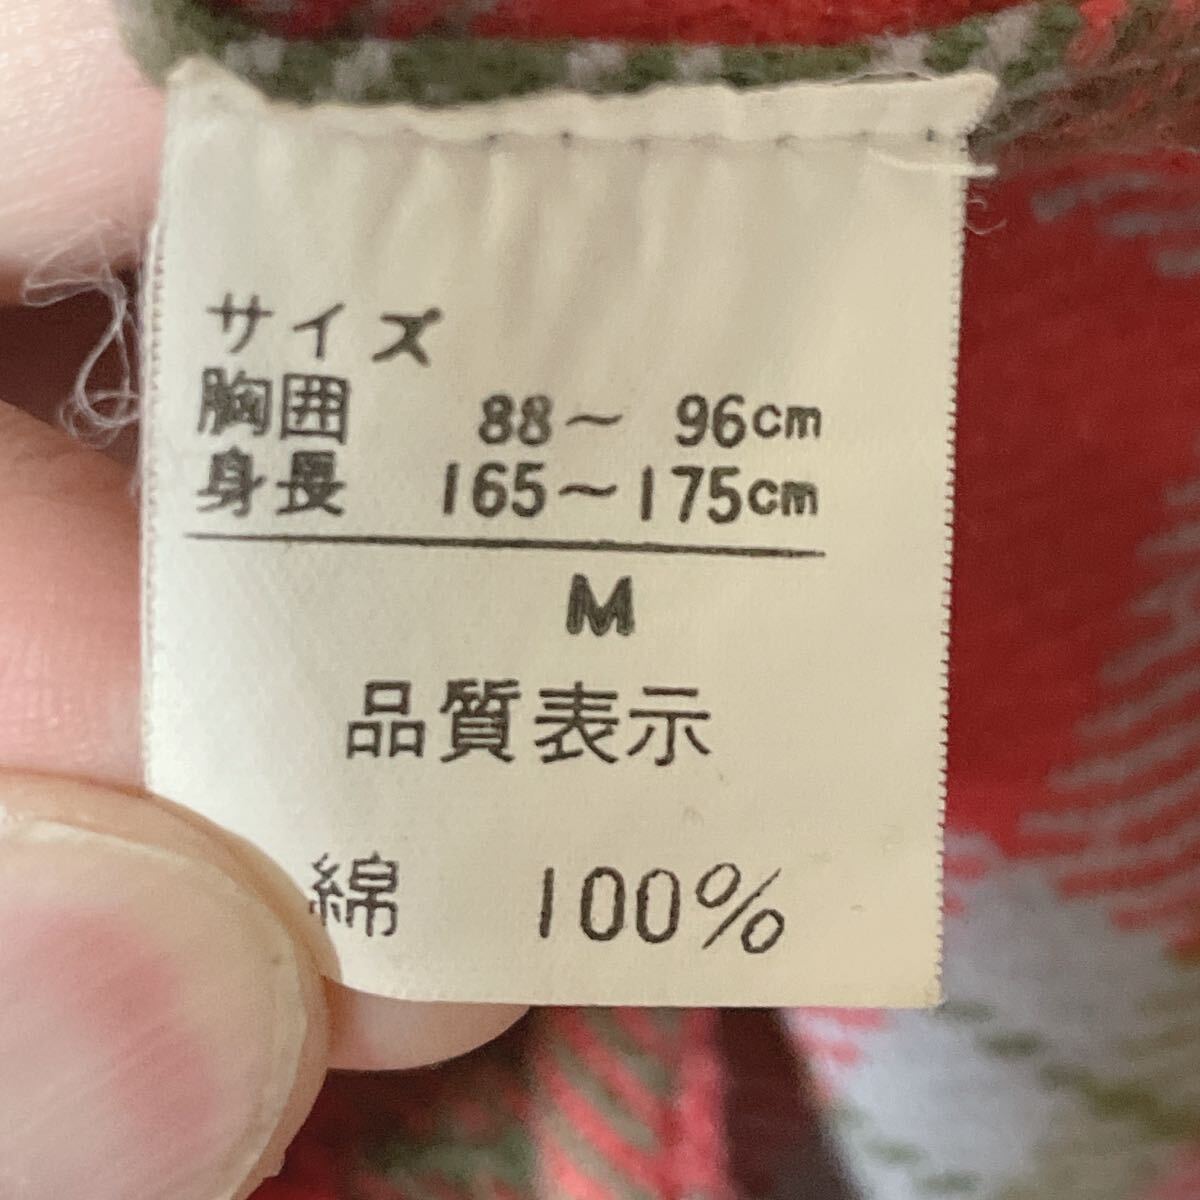 サイズ
胸囲 88〜 96cm
身長 165〜175cm
M
品質表示
綿 100%